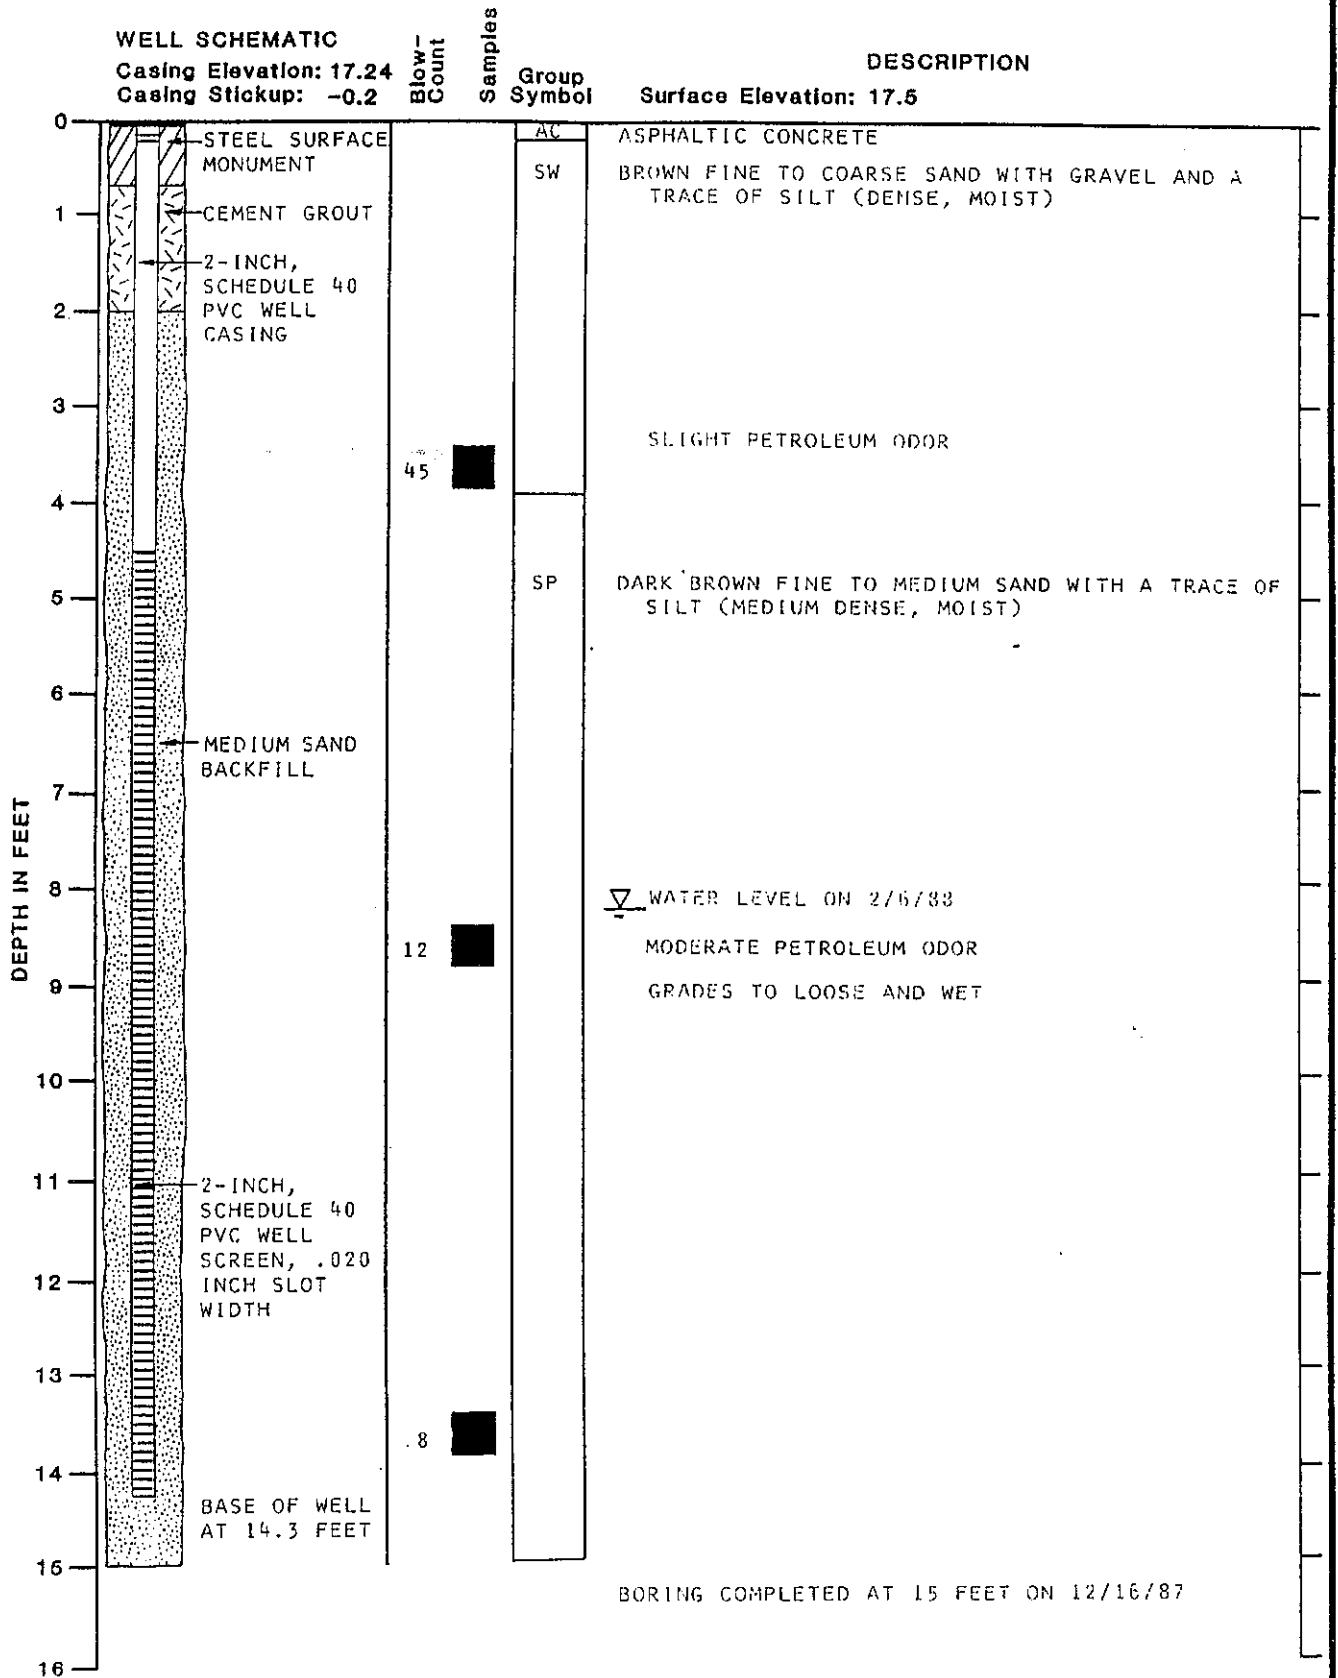 WELL SCHEMATIC
Casing Elevation: 17.24
Casing Stickup: -0.2
Blow-
Count
Samples
Group
Symbol
DESCRIPTION
Surface Elevation: 17.5
DEPTH IN FEET
0
STEEL SURFACE
MONUMENT
AC
ASPHALTIC CONCRETE
SW
BROWN FINE TO COARSE SAND WITH GRAVEL AND A
TRACE OF SILT (DENSE, MOIST)
1
CEMENT GROUT
2-INCH,
SCHEDULE 40
PVC WELL
CASING
2
3
SLIGHT PETROLEUM ODOR
45
4
SP
DARK BROWN FINE TO MEDIUM SAND WITH A TRACE OF
SILT (MEDIUM DENSE, MOIST)
5
6
MEDIUM SAND
BACKFILL
7
8
WATER LEVEL ON 2/6/88
12
MODERATE PETROLEUM ODOR
9
GRADES TO LOOSE AND WET
10
11
2-INCH,
SCHEDULE 40
PVC WELL
SCREEN, .020
INCH SLOT
WIDTH
12
13
8
14
BASE OF WELL
AT 14.3 FEET
15
BORING COMPLETED AT 15 FEET ON 12/16/87
16